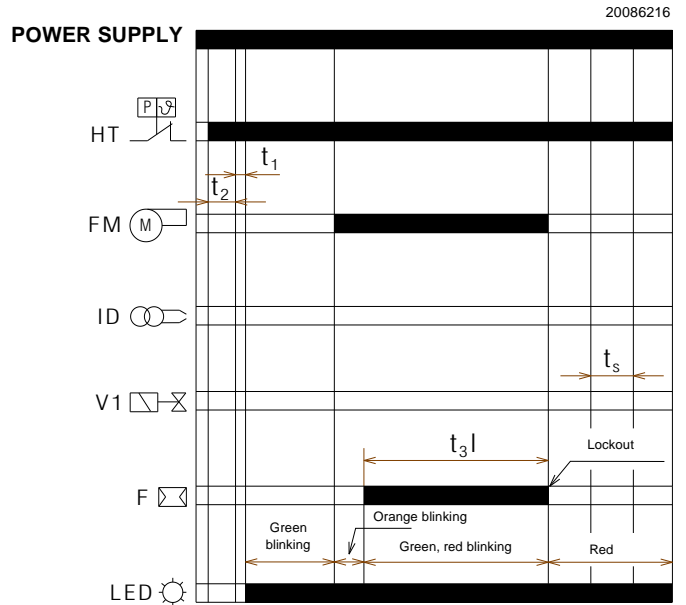 20086216
POWER SUPPLY
P ϑ
HT
t₁
t₂
FM M
ID
tₛ
V1
t₃l
Lockout
F
Orange blinking
Green
blinking
Green, red blinking
Red
LED